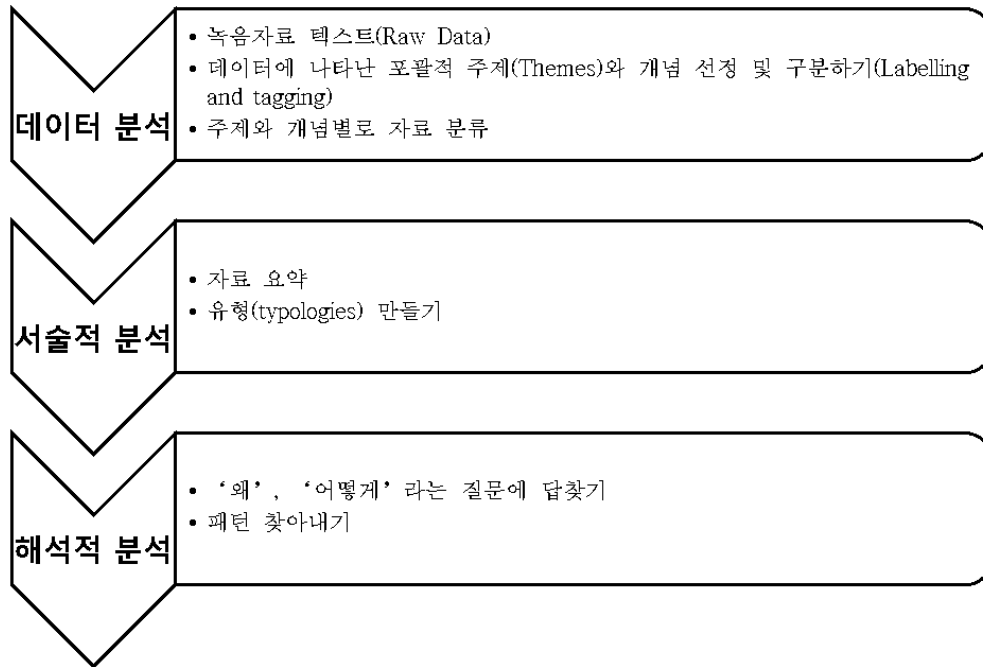 데이터 분석
• 녹음자료 텍스트(Raw Data)
• 데이터에 나타난 포괄적 주제(Themes)와 개념 선정 및 구분하기(Labelling
and tagging)
• 주제와 개념별로 자료 분류
서술적 분석
• 자료 요약
• 유형(typologies) 만들기
해석적 분석
• ‘왜’, ‘어떻게’라는 질문에 답찾기
• 패턴 찾아내기